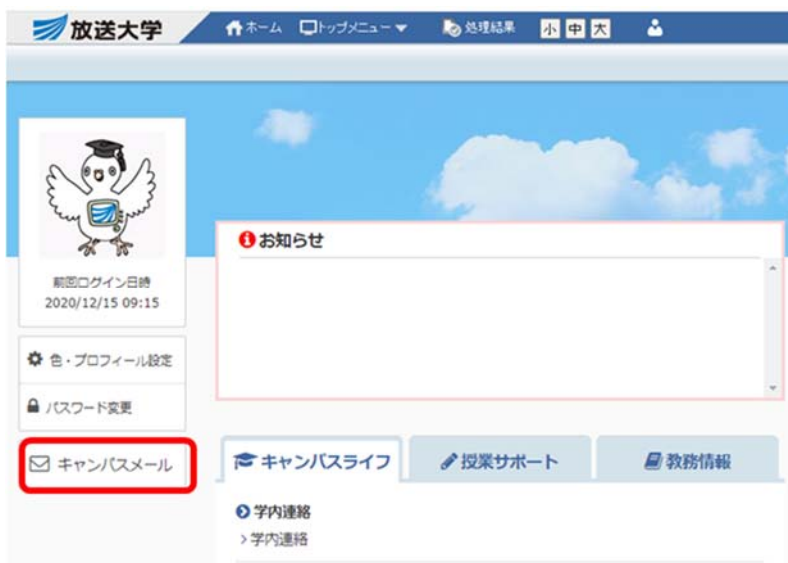 放送大学
ホーム トップメニュー 処理結果 小 中 大
お知らせ
前回ログイン日時
2020/12/15 09:15
色・プロフィール設定
パスワード変更
キャンパスメール
キャンパスライフ 授業サポート 教務情報
学内連絡
学内連絡